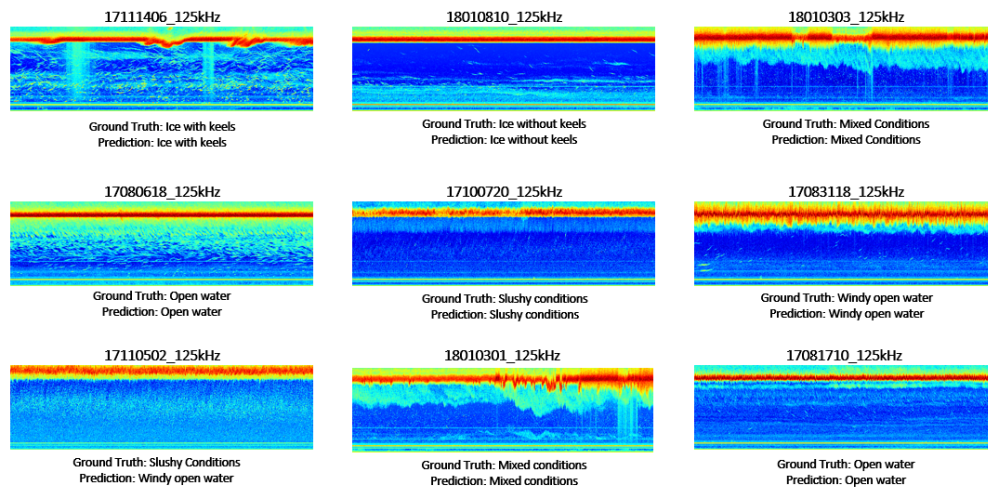 17111406_125kHz
Ground Truth: Ice with keels
Prediction: Ice with keels
18010810_125kHz
Ground Truth: Ice without keels
Prediction: Ice without keels
18010303_125kHz
Ground Truth: Mixed Conditions
Prediction: Mixed Conditions
17080618_125kHz
Ground Truth: Open water
Prediction: Open water
17100720_125kHz
Ground Truth: Slushy conditions
Prediction: Slushy conditions
17083118_125kHz
Ground Truth: Windy open water
Prediction: Windy open water
17110502_125kHz
Ground Truth: Slushy Conditions
Prediction: Windy open water
18010301_125kHz
Ground Truth: Mixed conditions
Prediction: Mixed conditions
17081710_125kHz
Ground Truth: Open water
Prediction: Open water